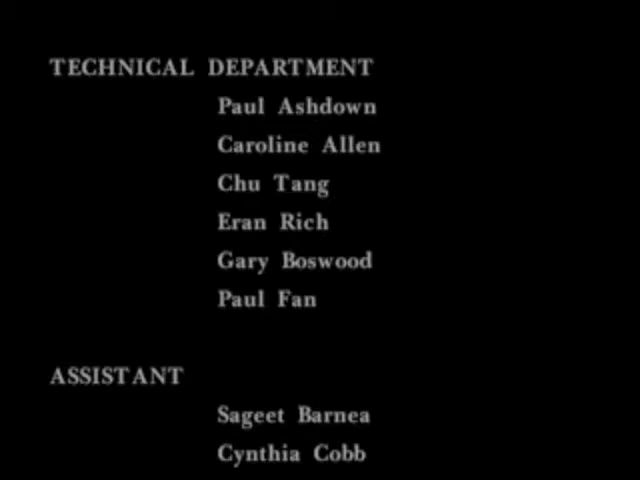 TECHNICAL DEPARTMENT
Paul Ashdown
Caroline Allen
Chu Tang
Eran Rich
Gary Boswood
Paul Fan
ASSISTANT
Sageet Barnea
Cynthia Cobb